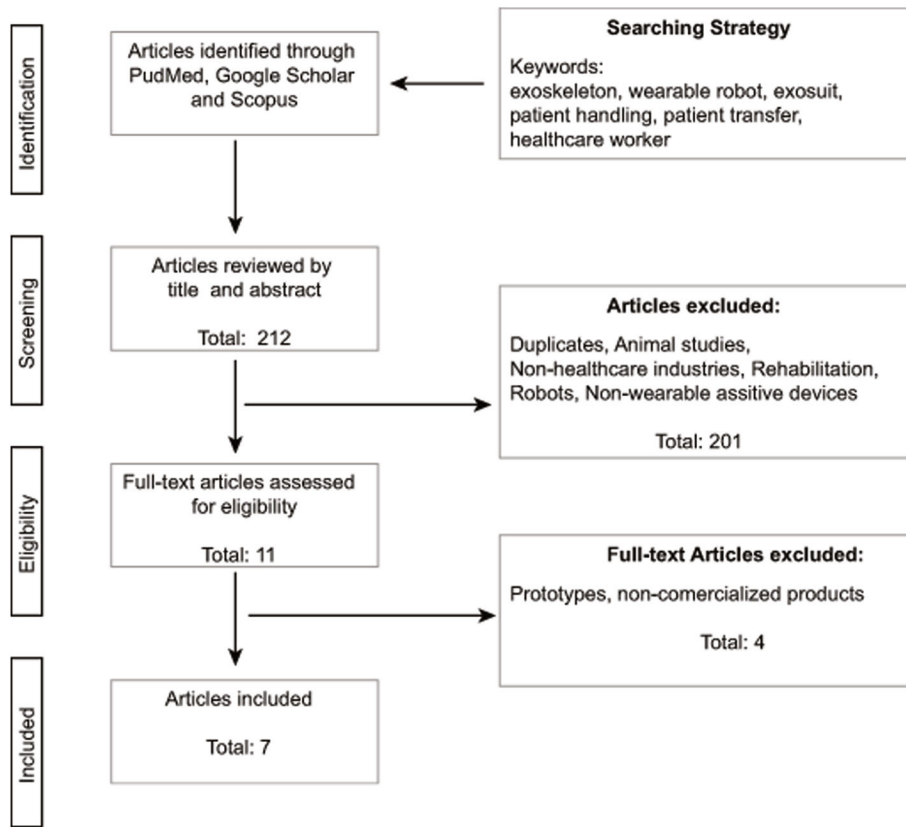 Identification
Articles identified through
PudMed, Google Scholar
and Scopus
Searching Strategy
Keywords:
exoskeleton, wearable robot, exosuit,
patient handling, patient transfer,
healthcare worker
Screening
Articles reviewed by
title and abstract
Total: 212
Articles excluded:
Duplicates, Animal studies,
Non-healthcare industries, Rehabilitation,
Robots, Non-wearable assitive devices
Total: 201
Eligibility
Full-text articles assessed
for eligibility
Total: 11
Full-text Articles excluded:
Prototypes, non-comercialized products
Total: 4
Included
Articles included
Total: 7